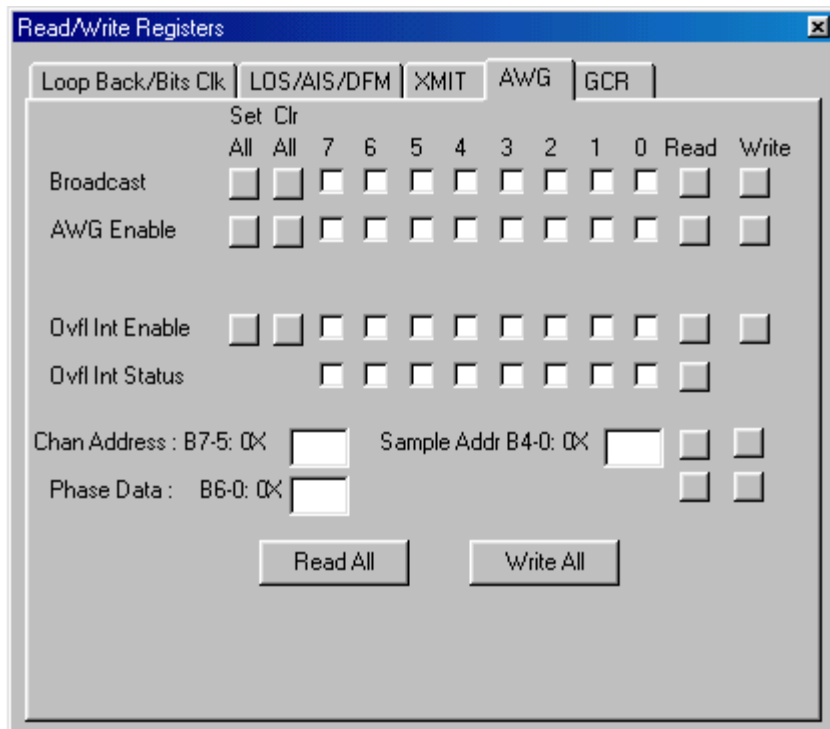 Read/Write Registers
Loop Back/Bits Clk LOS/AIS/DFM XMIT AWG GCR
Set Clr
All All 7 6 5 4 3 2 1 0 Read Write
Broadcast
AWG Enable
Ovfl Int Enable
Ovfl Int Status
Chan Address : B7-5: 0X Sample Addr B4-0: 0X
Phase Data : B6-0: 0X
Read All Write All